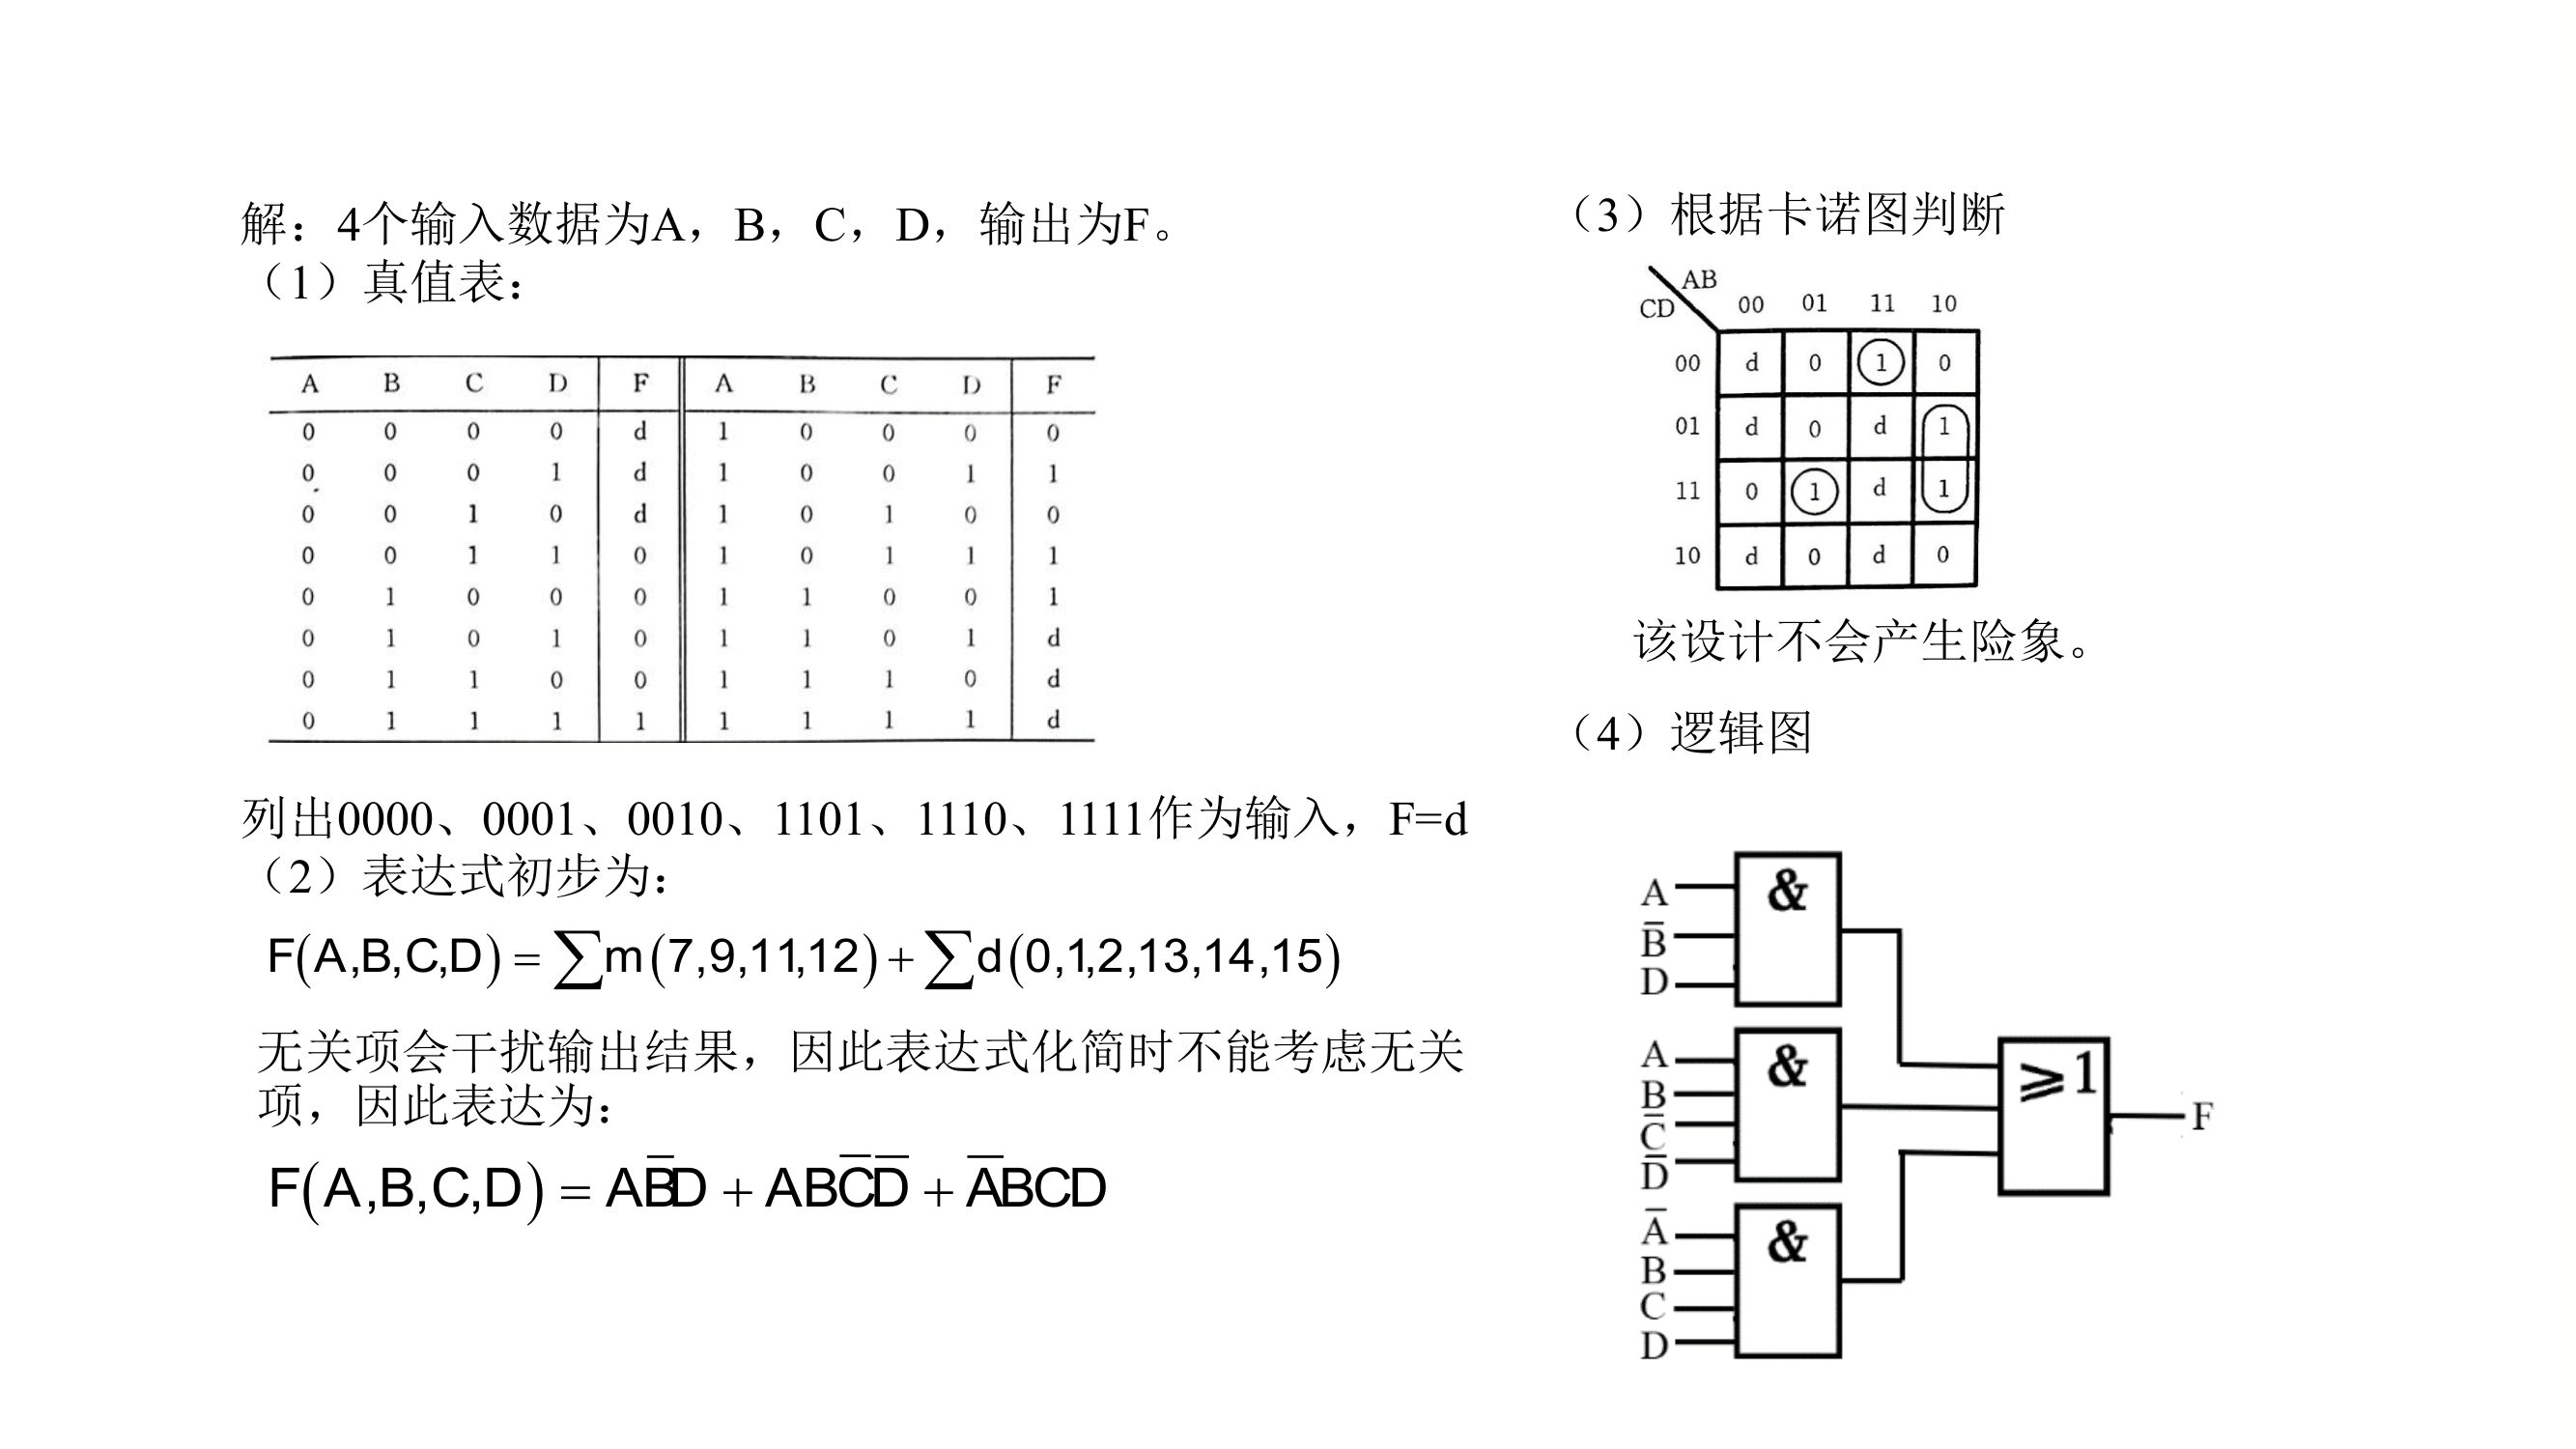 解：4个输入数据为A，B，C，D，输出为F。
（1）真值表：
A B C D F A B C D F
0 0 0 0 d 1 0 0 0 0
0 0 0 1 d 1 0 0 1 1
0 0 1 0 d 1 0 1 0 0
0 0 1 1 0 1 0 1 1 1
0 1 0 0 0 1 1 0 0 1
0 1 0 1 0 1 1 0 1 d
0 1 1 0 0 1 1 1 0 d
0 1 1 1 1 1 1 1 1 d
列出0000、0001、0010、1101、1110、1111作为输入，F=d
（2）表达式初步为：
F(A,B,C,D) = ∑m(7,9,11,12) + ∑d(0,1,2,13,14,15)
无关项会干扰输出结果，因此表达式化简时不能考虑无关
项，因此表达为：
F(A,B,C,D) = AB̅D + ABC̅D̅ + A̅BCD
（3）根据卡诺图判断
AB
CD 00 01 11 10
00 d 0 1 0
01 d 0 d 1
11 0 1 d 1
10 d 0 d 0
该设计不会产生险象。
（4）逻辑图
A
B̅
D
&
A
B
C̅
D̅
&
A̅
B
C
D
&
≥1
F